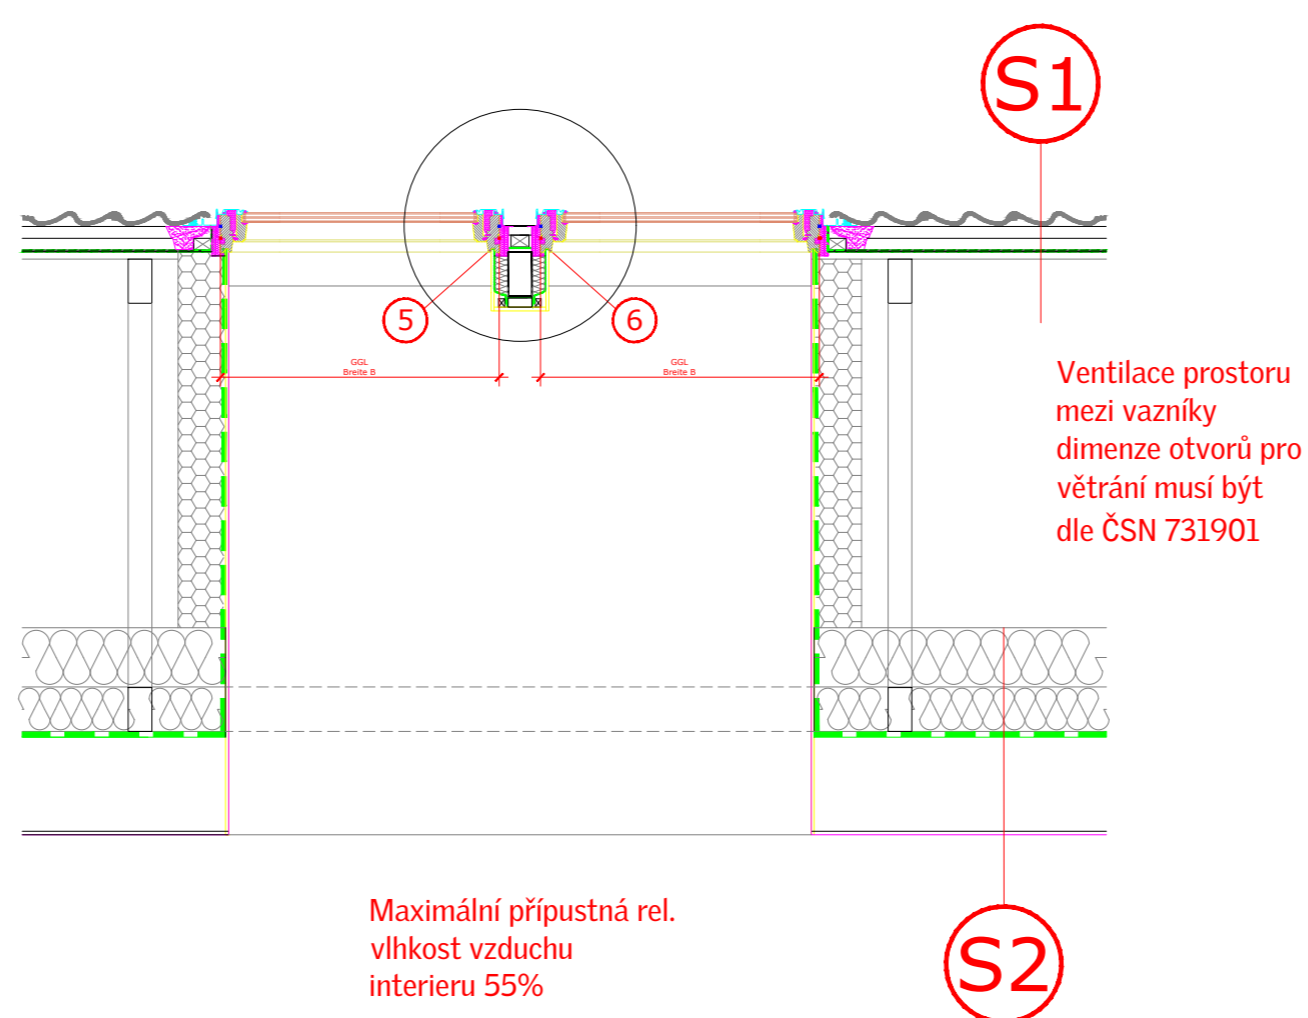 S1
5
6
GGL
Breite B
GGL
Breite B
Ventilace prostoru
mezi vazníky
dimenze otvorů pro
větrání musí být
dle ČSN 731901
Maximální přípustná rel.
vlhkost vzduchu
interieru 55%
S2